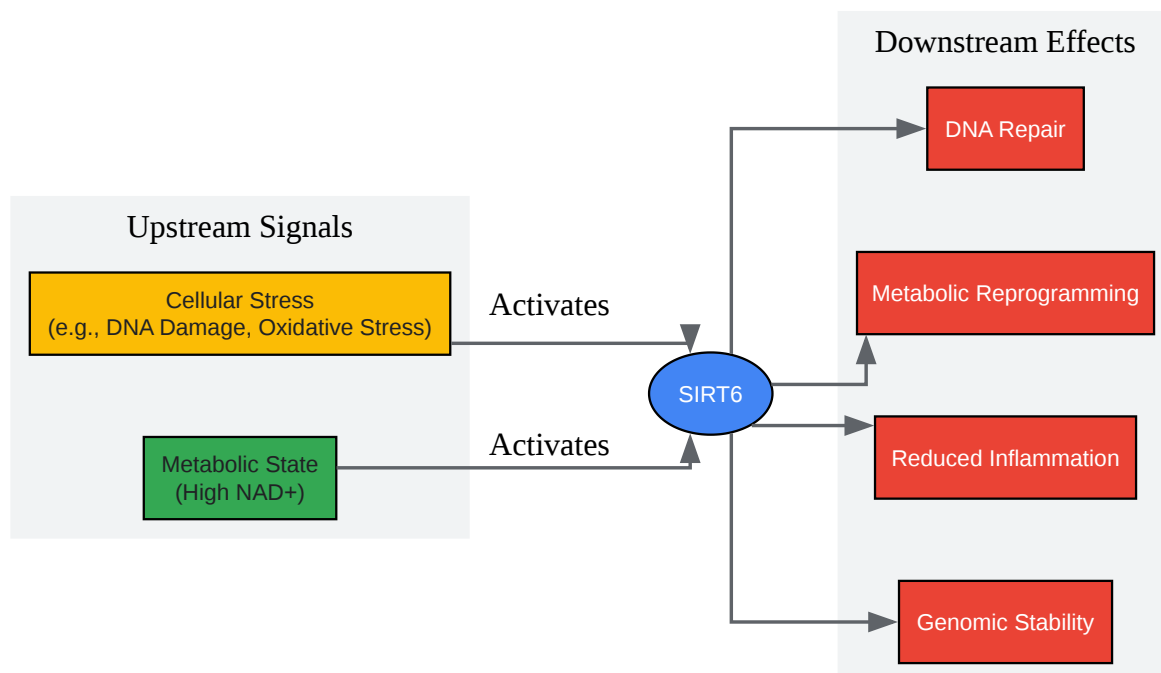 Upstream Signals
Cellular Stress
(e.g., DNA Damage, Oxidative Stress)
Metabolic State
(High NAD+)
Activates
Activates
SIRT6
Downstream Effects
DNA Repair
Metabolic Reprogramming
Reduced Inflammation
Genomic Stability